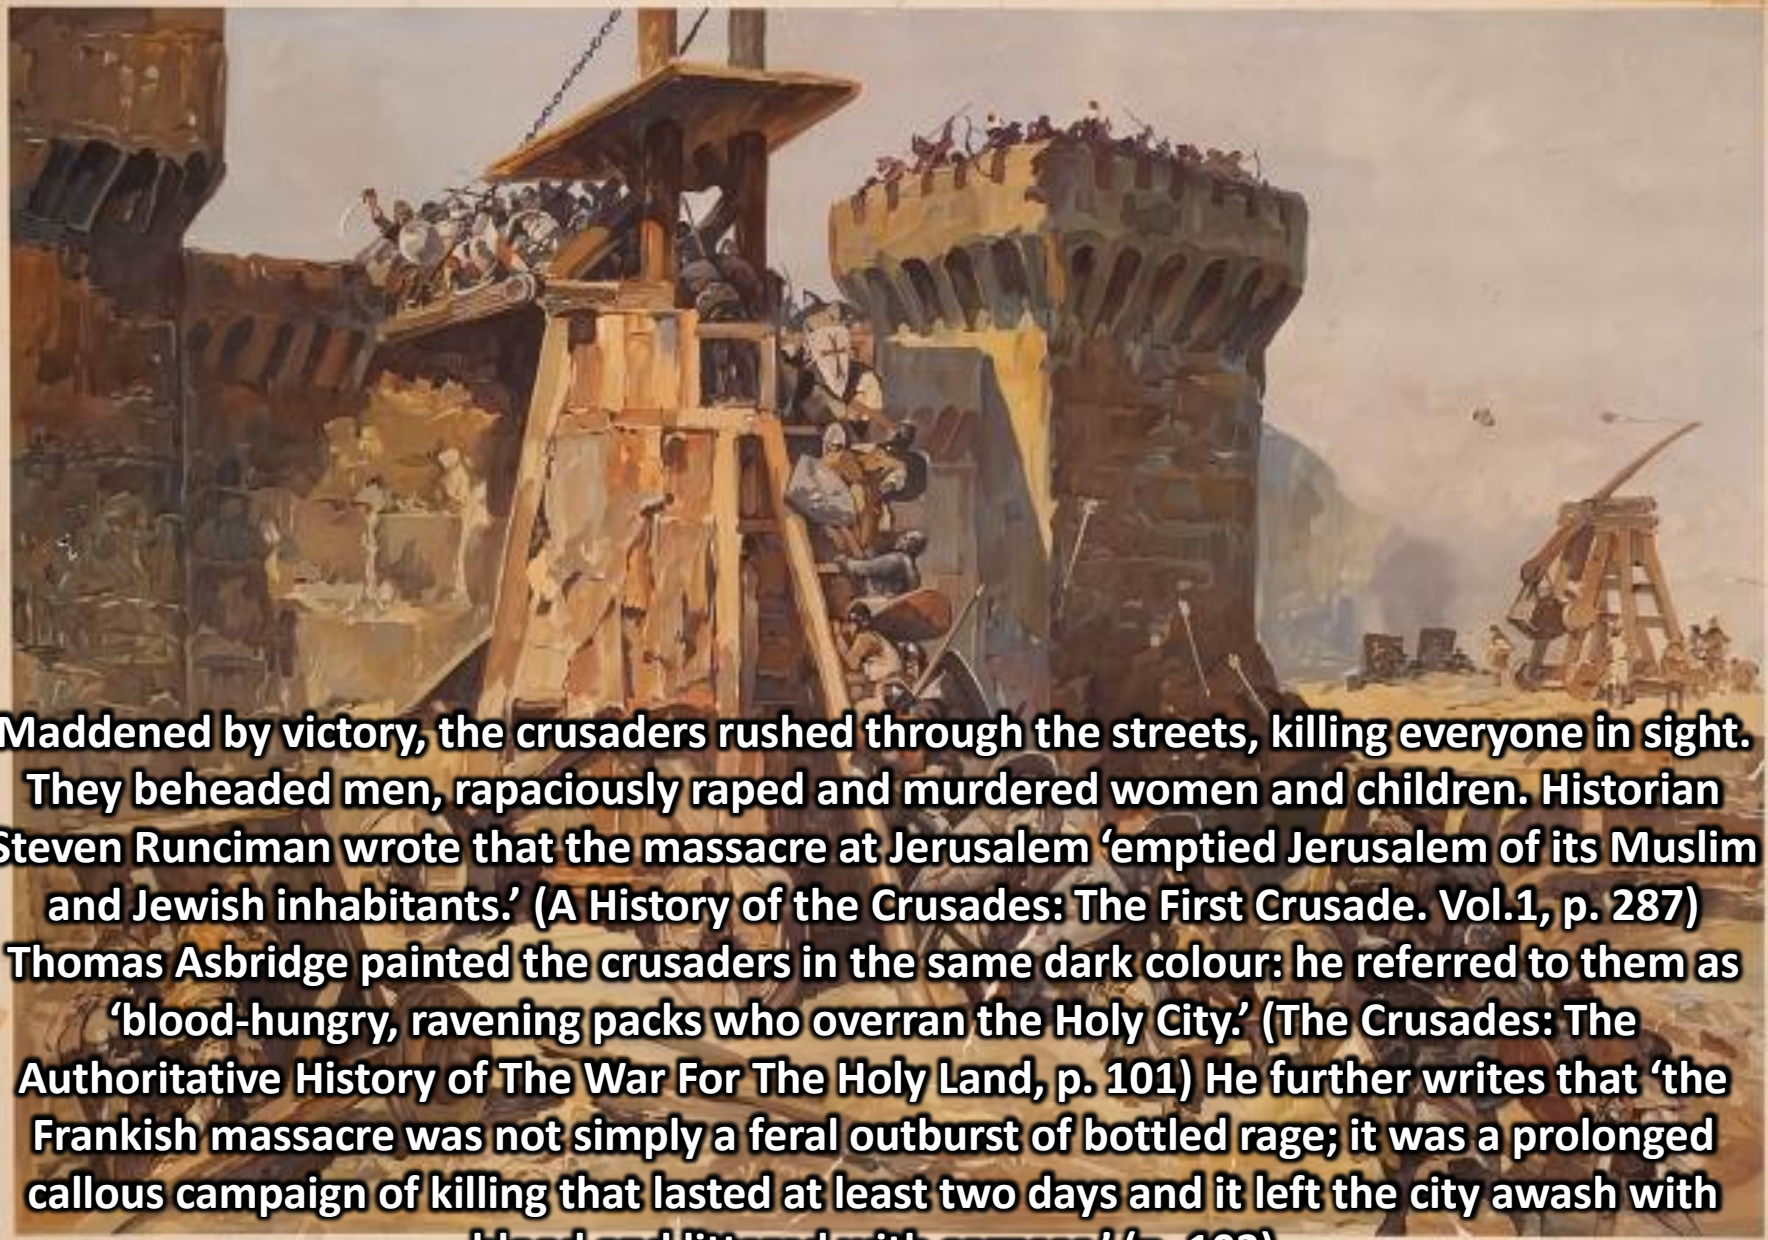 Maddened by victory, the crusaders rushed through the streets, killing everyone in sight.
They beheaded men, rapaciously raped and murdered women and children. Historian
Steven Runciman wrote that the massacre at Jerusalem ‘emptied Jerusalem of its Muslim
and Jewish inhabitants.’ (A History of the Crusades: The First Crusade. Vol.1, p. 287)
Thomas Asbridge painted the crusaders in the same dark colour: he referred to them as
‘blood-hungry, ravening packs who overran the Holy City.’ (The Crusades: The
Authoritative History of The War For The Holy Land, p. 101) He further writes that ‘the
Frankish massacre was not simply a feral outburst of bottled rage; it was a prolonged
callous campaign of killing that lasted at least two days and it left the city awash with
blood and littered with corpses.’ (p. 102)